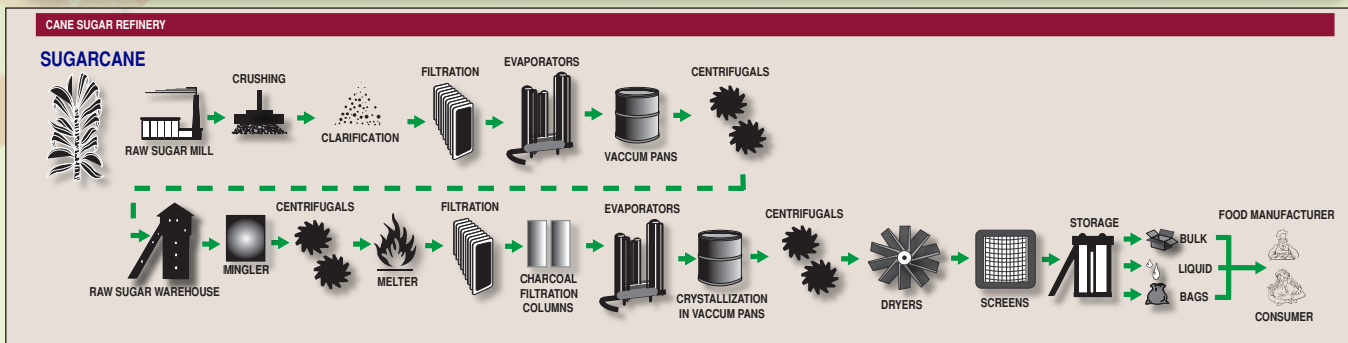 CANE SUGAR REFINERY
SUGARCANE
RAW SUGAR MILL
CRUSHING
CLARIFICATION
FILTRATION
EVAPORATORS
VACCUM PANS
CENTRIFUGALS
RAW SUGAR WAREHOUSE
MINGLER
CENTRIFUGALS
MELTER
FILTRATION
CHARCOAL
FILTRATION
COLUMNS
EVAPORATORS
CRYSTALLIZATION
IN VACCUM PANS
CENTRIFUGALS
DRYERS
SCREENS
STORAGE
BULK
LIQUID
BAGS
FOOD MANUFACTURER
CONSUMER